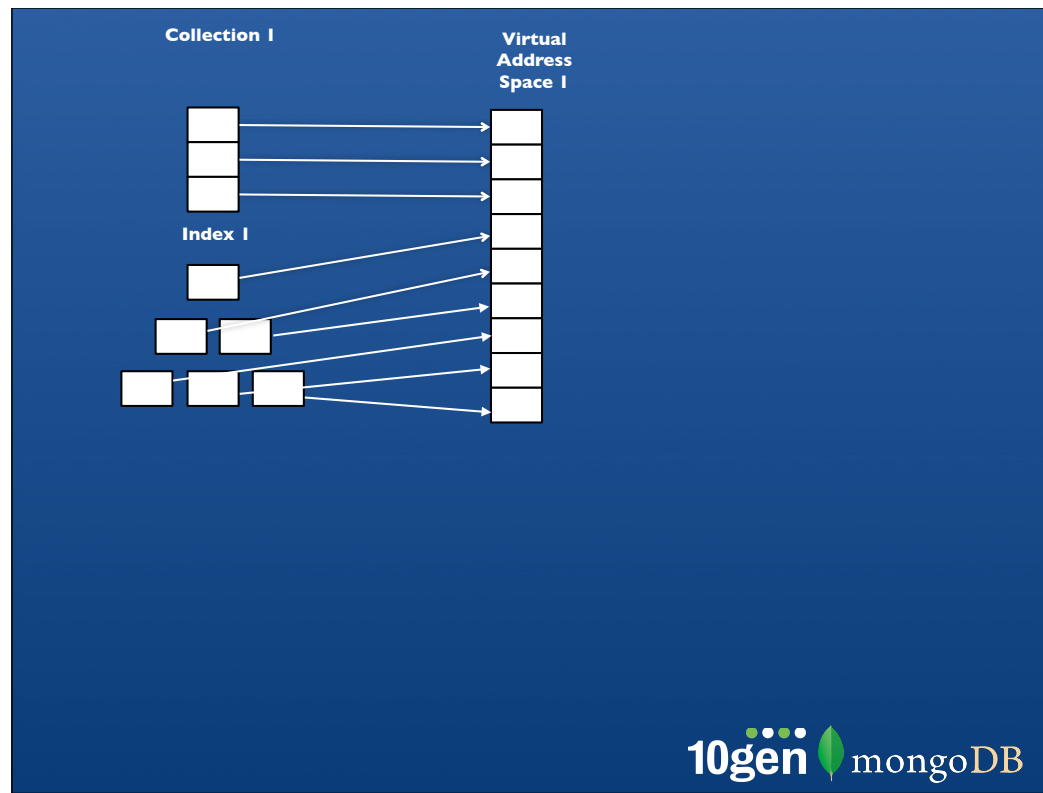 Collection 1
Virtual
Address
Space 1
Index 1
10gen
mongoDB